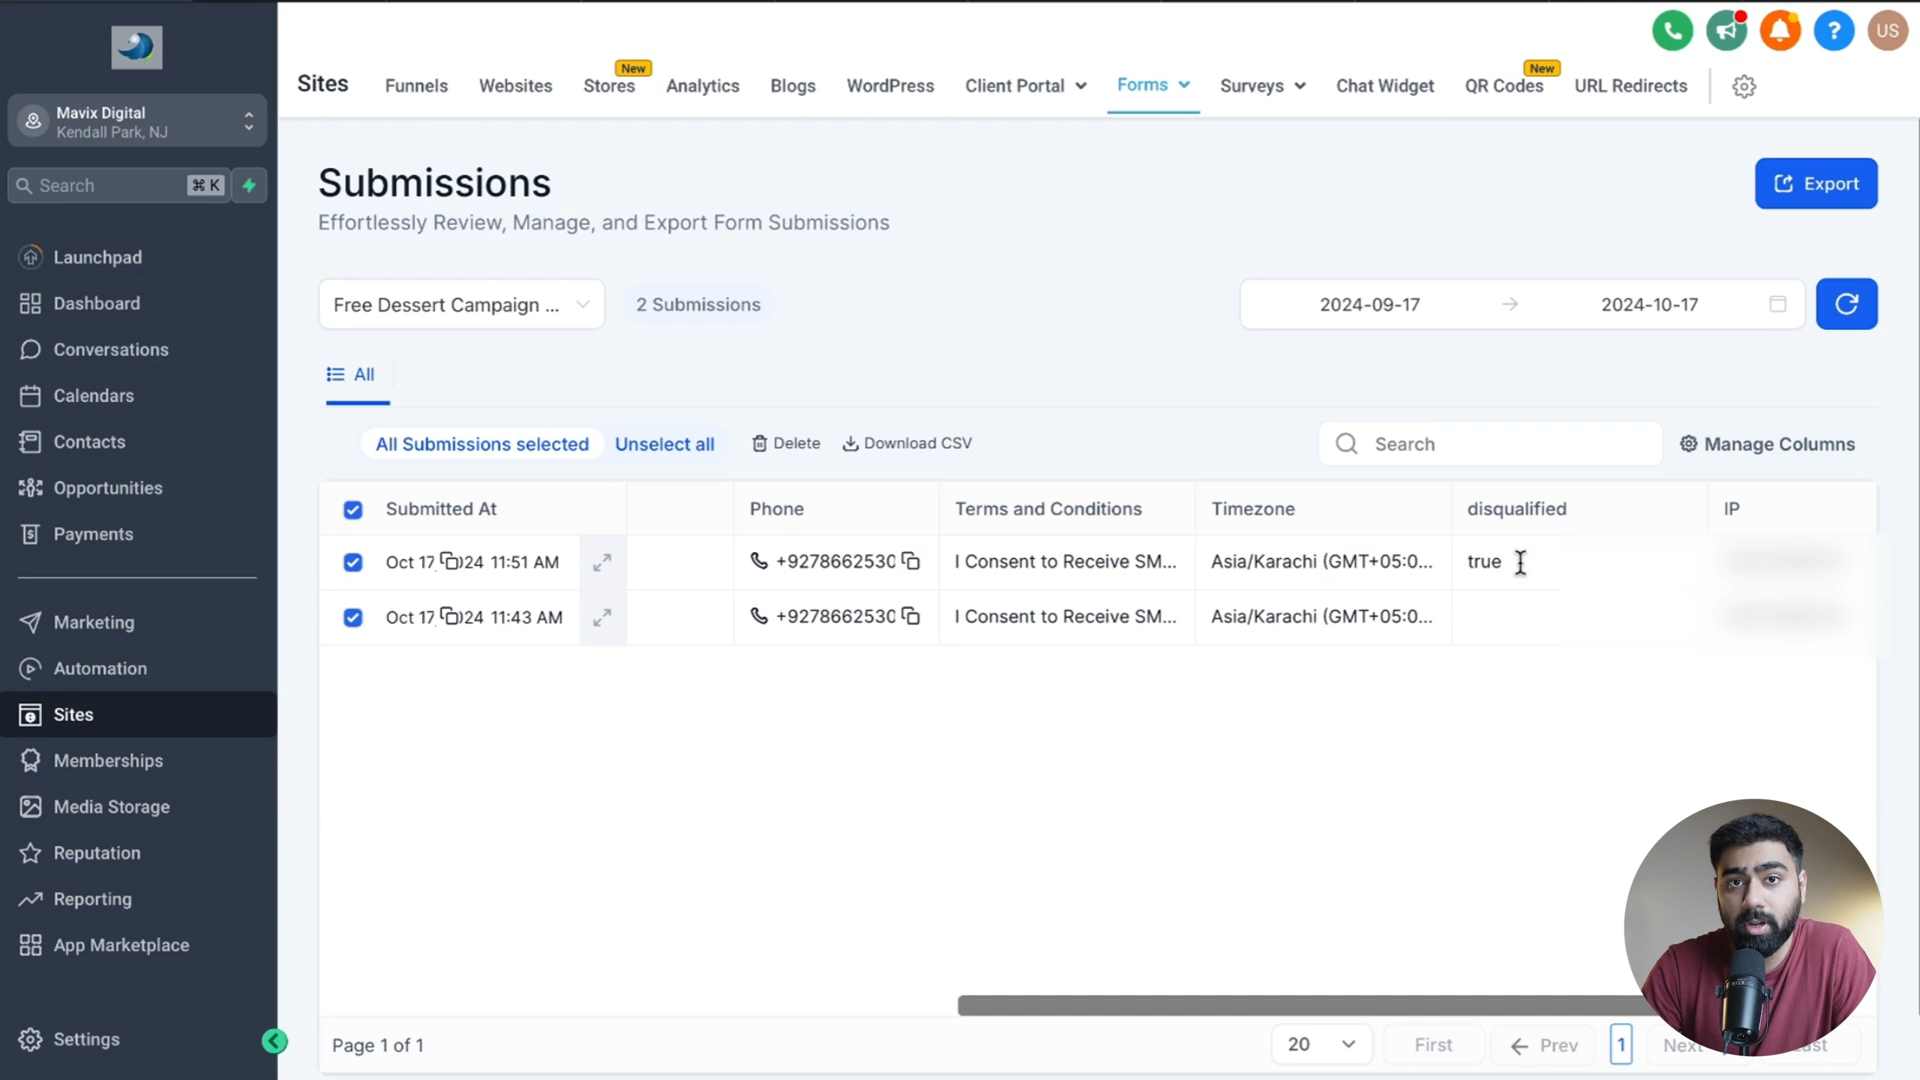 Mavix Digital
Kendall Park, NJ
Search ⌘ K
Launchpad
Dashboard
Conversations
Calendars
Contacts
Opportunities
Payments
Marketing
Automation
Sites
Memberships
Media Storage
Reputation
Reporting
App Marketplace
Settings
US
Sites Funnels Websites Stores New Analytics Blogs WordPress Client Portal Forms Surveys Chat Widget QR Codes New URL Redirects
Submissions
Export
Effortlessly Review, Manage, and Export Form Submissions
Free Dessert Campaign ... 2 Submissions 2024-09-17 → 2024-10-17
All
All Submissions selected Unselect all Delete Download CSV Search Manage Columns
Submitted At Phone Terms and Conditions Timezone disqualified IP
Oct 17, 24 11:51 AM +9278662530 I Consent to Receive SM... Asia/Karachi (GMT+05:0... true
Oct 17, 24 11:43 AM +9278662530 I Consent to Receive SM... Asia/Karachi (GMT+05:0...
Page 1 of 1 20 First ← Prev 1 Next